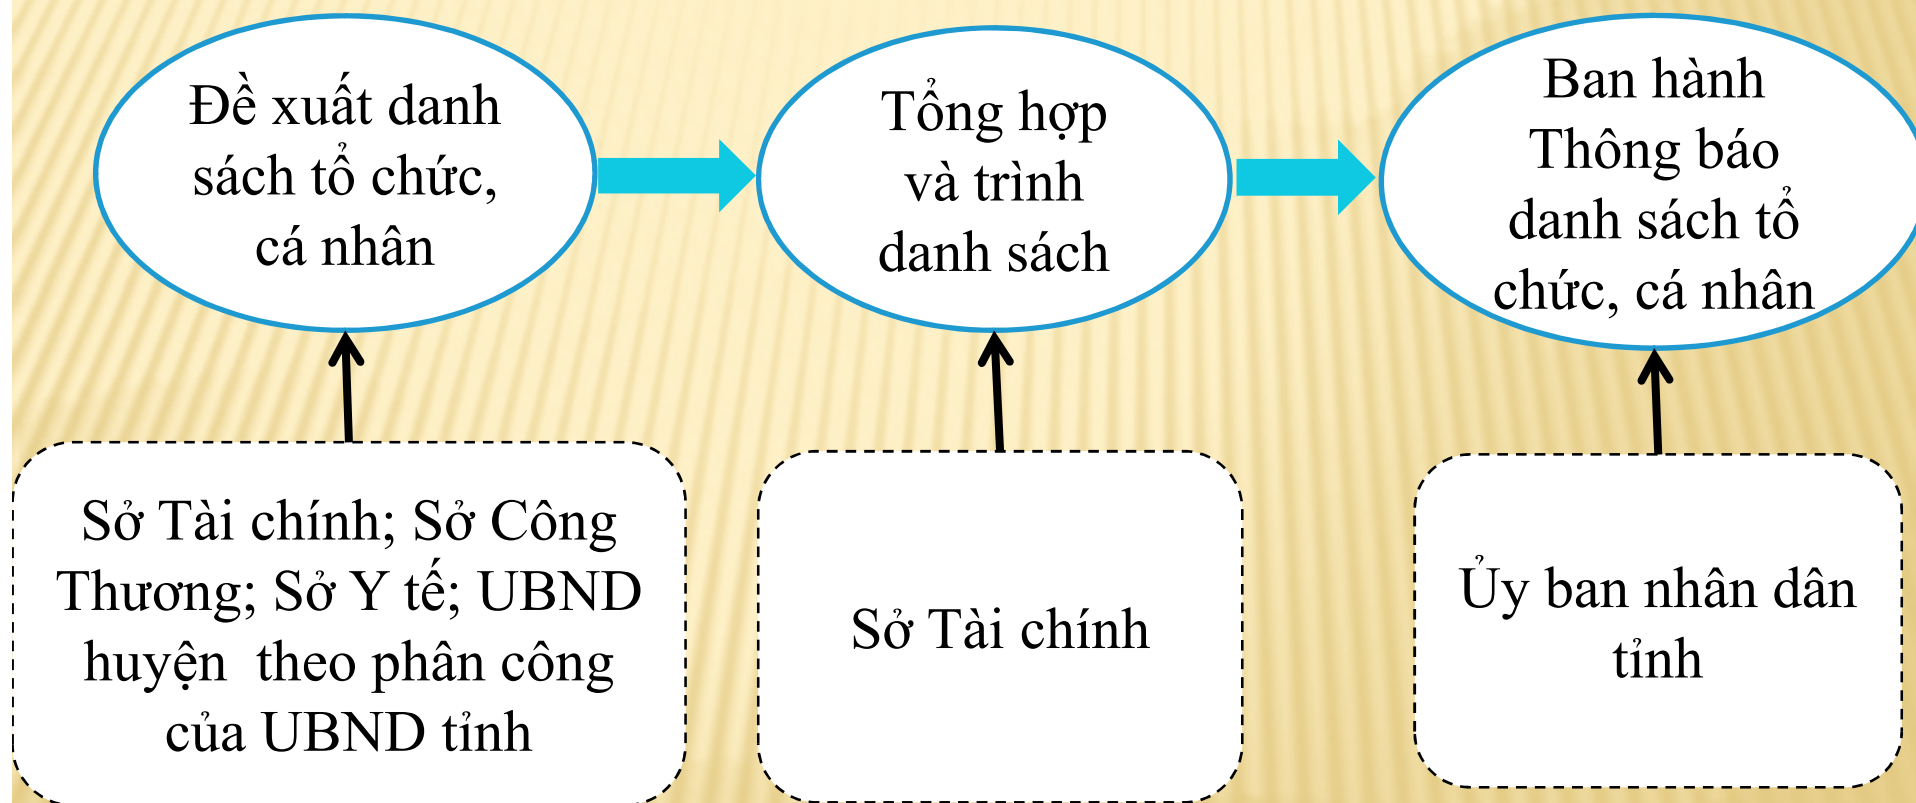 Đề xuất danh
sách tổ chức,
cá nhân
Tổng hợp
và trình
danh sách
Ban hành
Thông báo
danh sách tổ
chức, cá nhân
Sở Tài chính; Sở Công
Thương; Sở Y tế; UBND
huyện theo phân công
của UBND tỉnh
Sở Tài chính
Ủy ban nhân dân
tỉnh